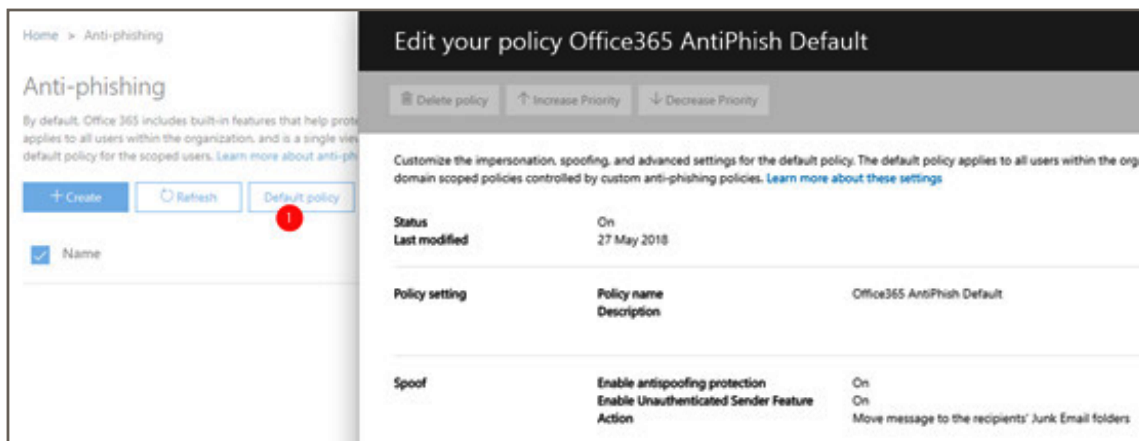 Home > Anti-phishing
Anti-phishing
By default, Office 365 includes built-in features that help prote
applies to all users within the organization, and is a single view
default policy for the scoped users. Learn more about anti-ph
+ Create
Refresh
Default policy
1
Name
Edit your policy Office365 AntiPhish Default
Delete policy
↑ Increase Priority
↓ Decrease Priority
Customize the impersonation, spoofing, and advanced settings for the default policy. The default policy applies to all users within the org
domain scoped policies controlled by custom anti-phishing policies. Learn more about these settings
Status On
Last modified 27 May 2018
Policy setting Policy name Office365 AntiPhish Default
Description
Spoof Enable antispoofing protection On
Enable Unauthenticated Sender Feature On
Action Move message to the recipients' Junk Email folders